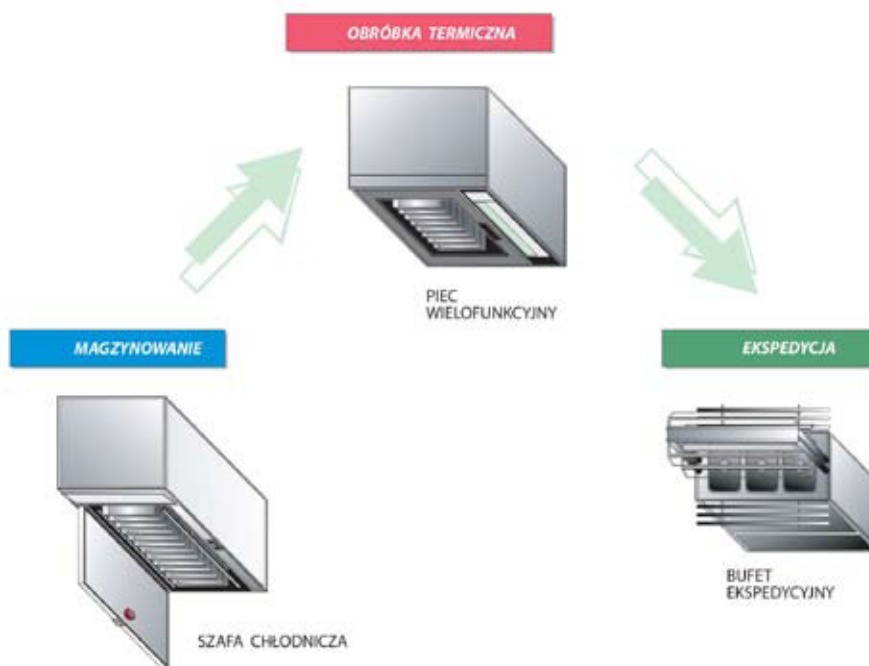 OBRÓBKA TERMICZNA
PIEC
WIELOFUNKCYJNY
MAGZYNOWANIE
EKSPEDYCJA
SZAFA CHŁODNICZA
BUFET
EKSPEDYCYJNY